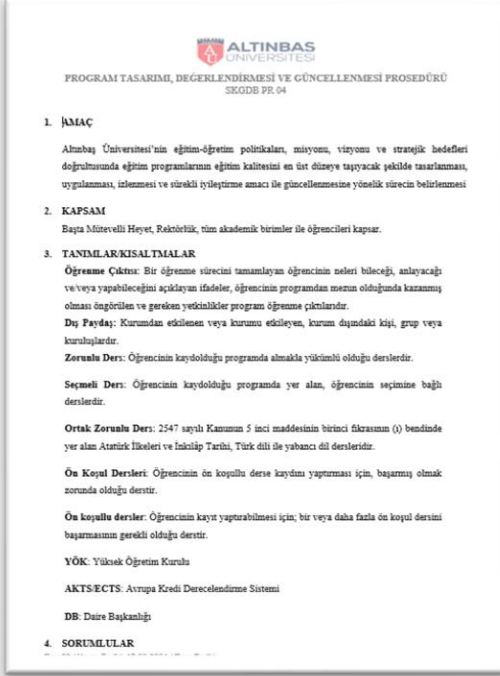 ALTINBAŞ
ÜNİVERSİTESİ
PROGRAM TASARIMI, DEĞERLENDİRMESİ VE GÜNCELLENMESİ PROSEDÜRÜ
SKGDB PR 04
1. AMAÇ
Altınbaş Üniversitesi'nin eğitim-öğretim politikaları, misyonu, vizyonu ve stratejik hedefleri
doğrultusunda eğitim programlarının eğitim kalitesini en üst düzeye taşıyacak şekilde tasarlanması,
uygulanması, izlenmesi ve sürekli iyileştirme amacı ile güncellenmesine yönelik sürecin belirlenmesi
2. KAPSAM
Başta Mütevelli Heyet, Rektörlük, tüm akademik birimler ile öğrencileri kapsar.
3. TANIMLAR/KISALTMALAR
Öğrenme Çıktısı: Bir öğrenme sürecini tamamlayan öğrencinin neleri bileceği, anlayacağı
ve/veya yapabileceğini açıklayan ifadeler, öğrencinin programdan mezun olduğunda kazanmış
olması öngörülen ve gereken yetkinlikler program öğrenme çıktılarıdır.
Dış Paydaş: Kurumdan etkilenen veya kurumu etkileyen, kurum dışındaki kişi, grup veya
kuruluşlardır.
Zorunlu Ders: Öğrencinin kaydolduğu programda almakla yükümlü olduğu derslerdir.
Seçmeli Ders: Öğrencinin kaydolduğu programda yer alan, öğrencinin seçimine bağlı
derslerdir.
Ortak Zorunlu Ders: 2547 sayılı Kanunun 5 inci maddesinin birinci fıkrasının (ı) bendinde
yer alan Atatürk İlkeleri ve İnkılâp Tarihi, Türk dili ile yabancı dil dersleridir.
Ön Koşul Dersleri: Öğrencinin ön koşullu derse kaydını yaptırması için, başarmış olmak
zorunda olduğu derstir.
Ön koşullu dersler: Öğrencinin kayıt yaptırabilmesi için; bir veya daha fazla ön koşul dersini
başarmasının gerekli olduğu derstir.
YÖK: Yüksek Öğretim Kurulu
AKTS/ECTS: Avrupa Kredi Derecelendirme Sistemi
DB: Daire Başkanlığı
4. SORUMLULAR